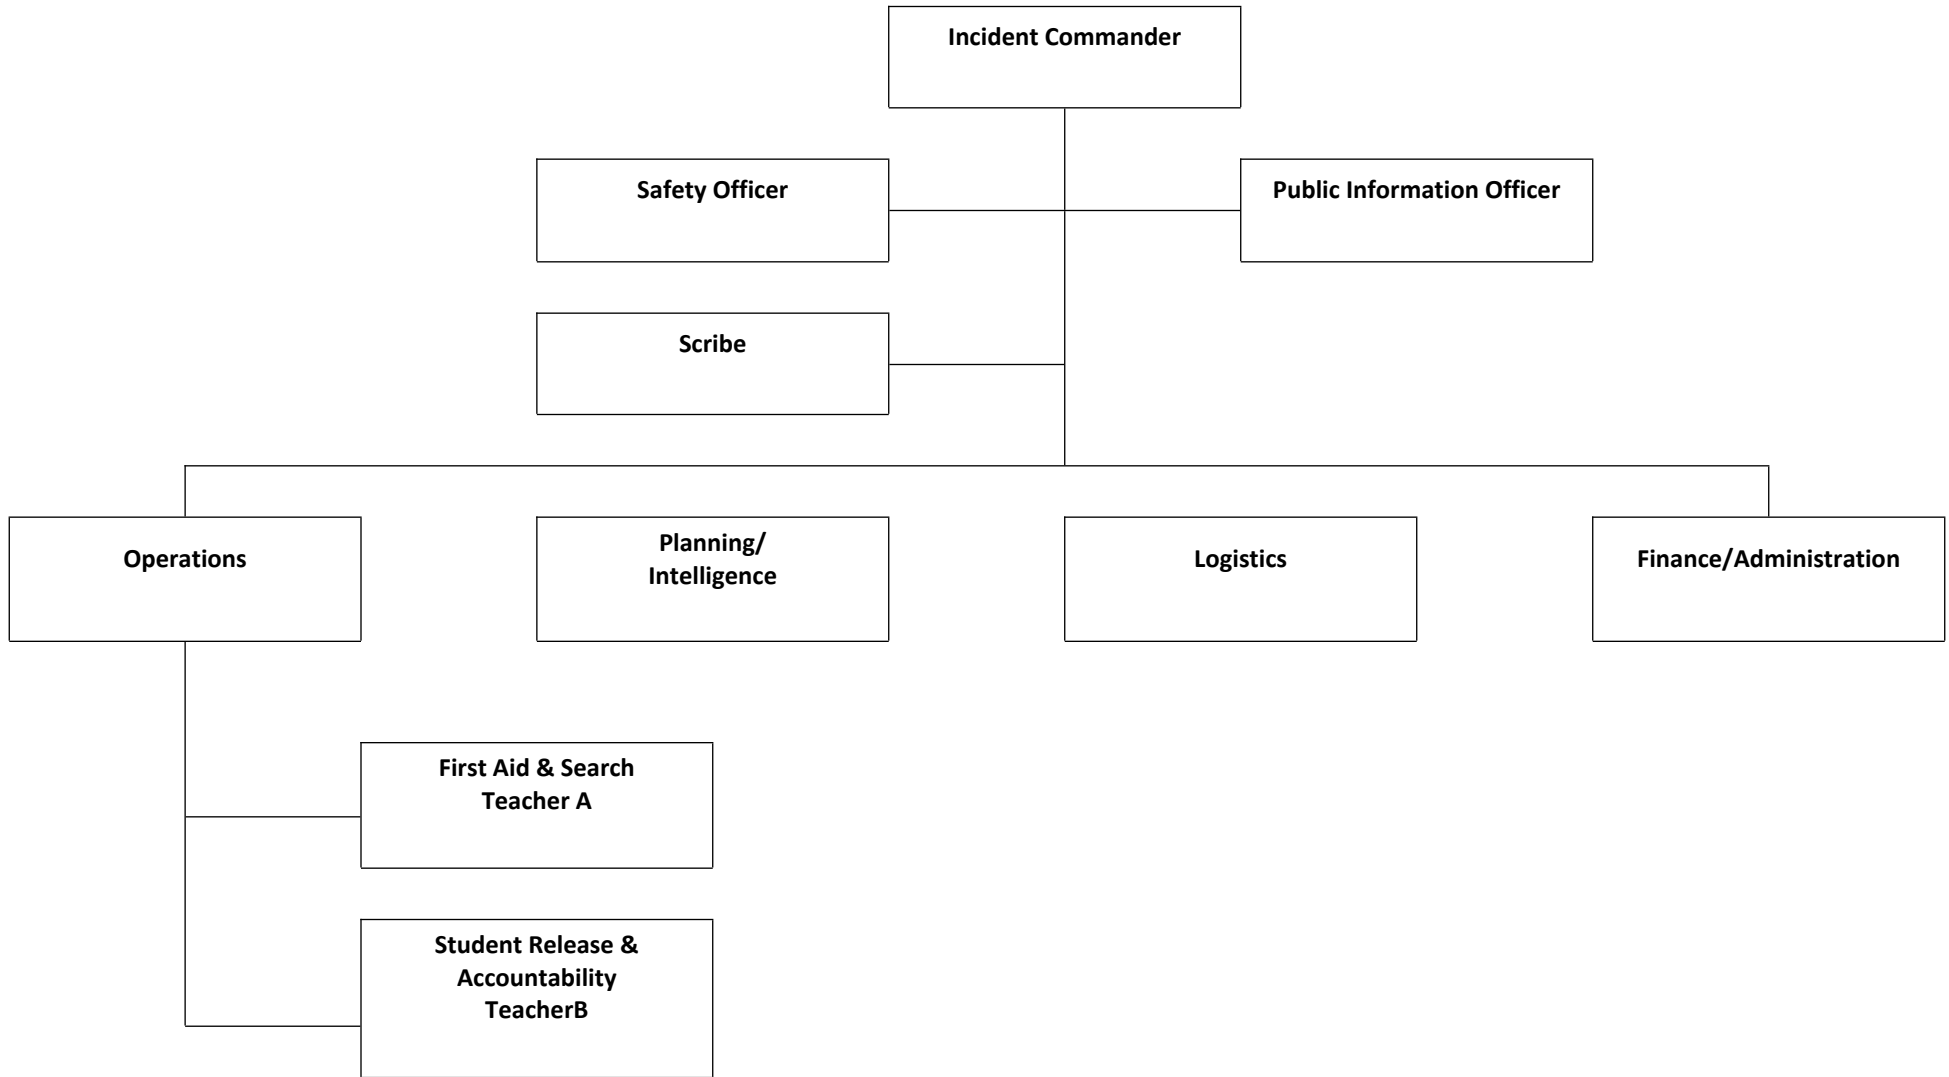 Incident Commander
Safety Officer
Public Information Officer
Scribe
Operations
Planning/
Intelligence
Logistics
Finance/Administration
First Aid & Search
Teacher A
Student Release &
Accountability
TeacherB